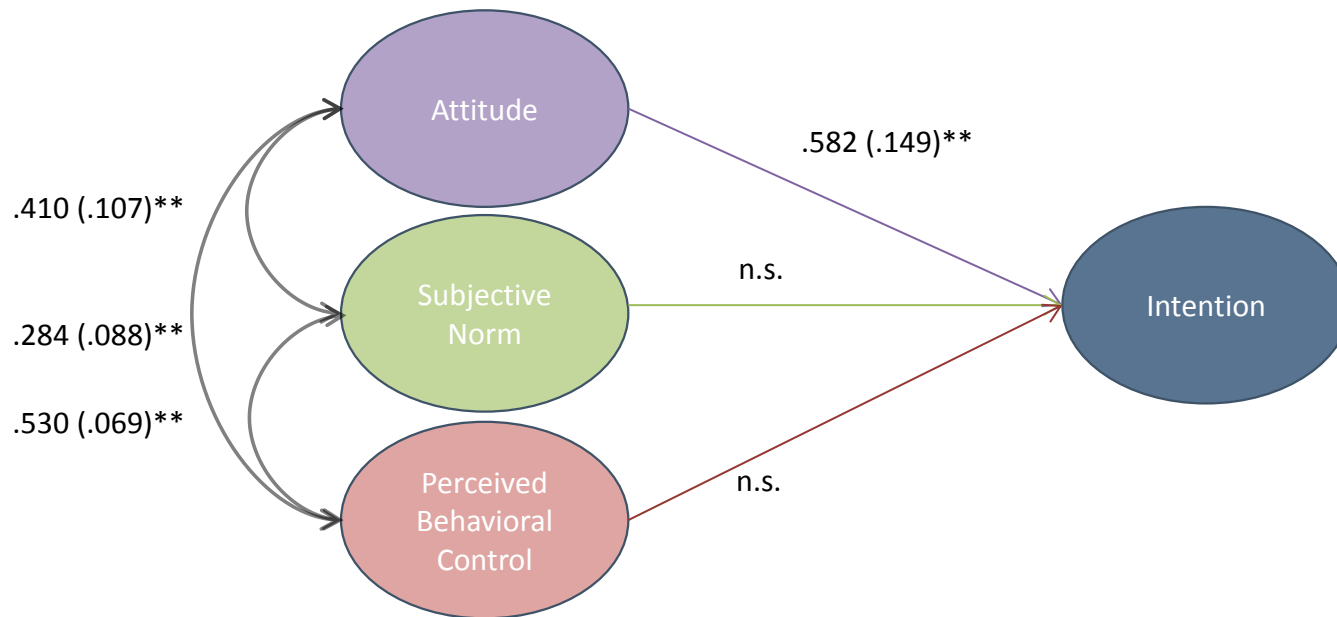 Attitude
.582 (.149)**
.410 (.107)**
n.s.
Subjective
Norm
Intention
.284 (.088)**
.530 (.069)**
n.s.
Perceived
Behavioral
Control